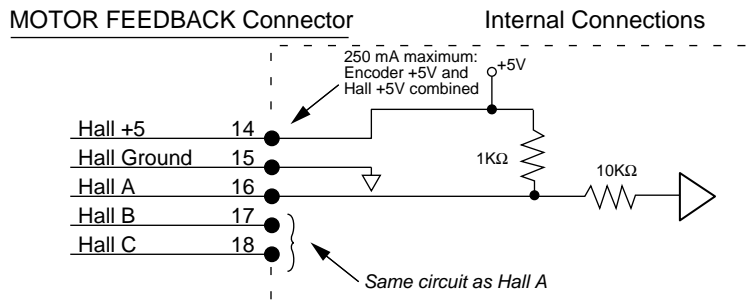 MOTOR FEEDBACK Connector
Internal Connections
250 mA maximum:
Encoder +5V and
Hall +5V combined
+5V
Hall +5 14
Hall Ground 15
Hall A 16
Hall B 17
Hall C 18
1KΩ
10KΩ
Same circuit as Hall A